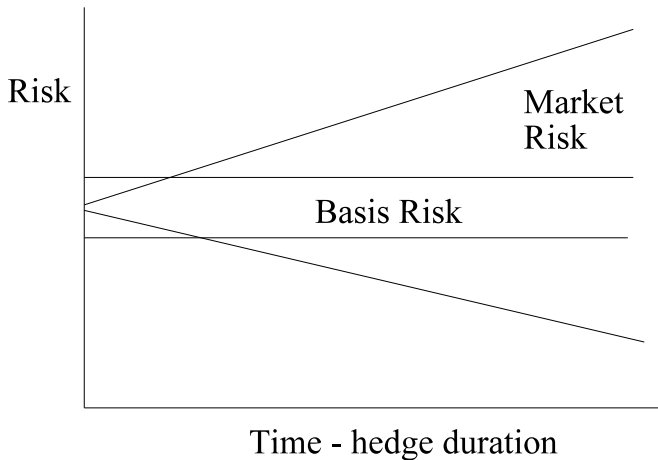 Risk
Market
Risk
Basis Risk
Time - hedge duration